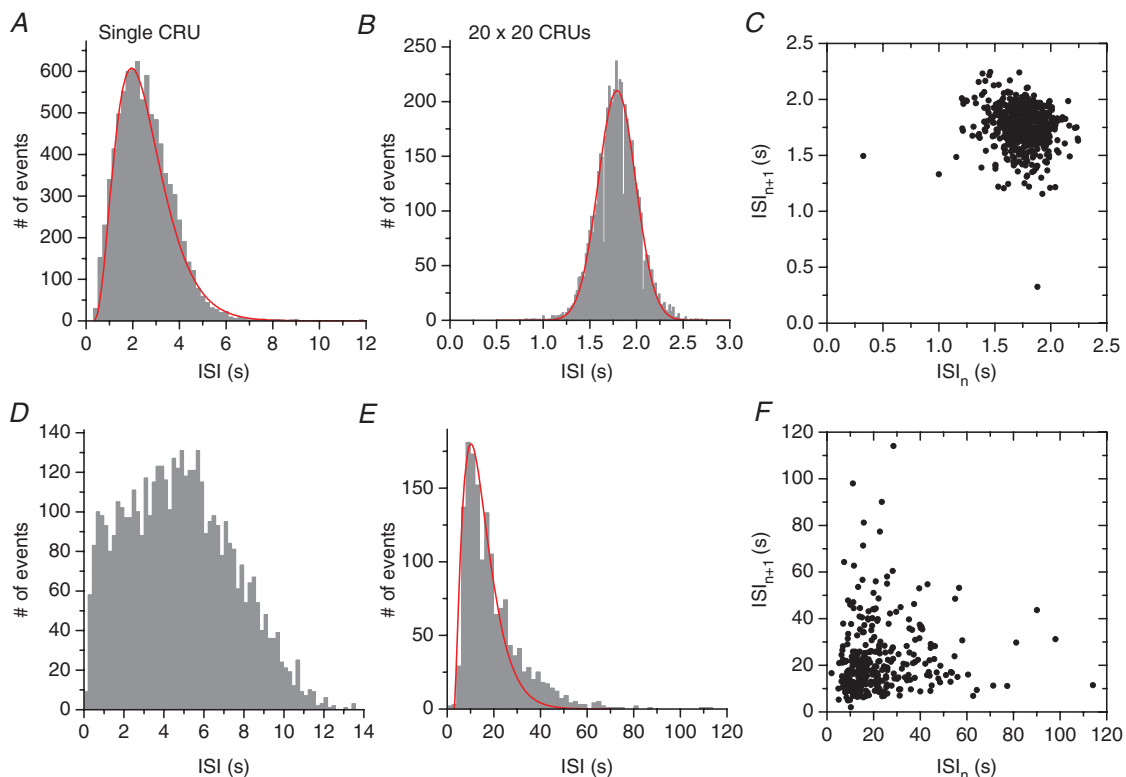 A
Single CRU
# of events
600
500
400
300
200
100
0
0 2 4 6 8 10 12
ISI (s)
B
20 x 20 CRUs
# of events
250
200
150
100
50
0
0.0 0.5 1.0 1.5 2.0 2.5 3.0
ISI (s)
C
ISIn+1 (s)
2.5
2.0
1.5
1.0
0.5
0.0
0.0 0.5 1.0 1.5 2.0 2.5
ISIn (s)
D
# of events
140
120
100
80
60
40
20
0
0 2 4 6 8 10 12 14
ISI (s)
E
# of events
150
100
50
0
0 20 40 60 80 100 120
ISI (s)
F
ISIn+1 (s)
120
100
80
60
40
20
0
0 20 40 60 80 100 120
ISIn (s)